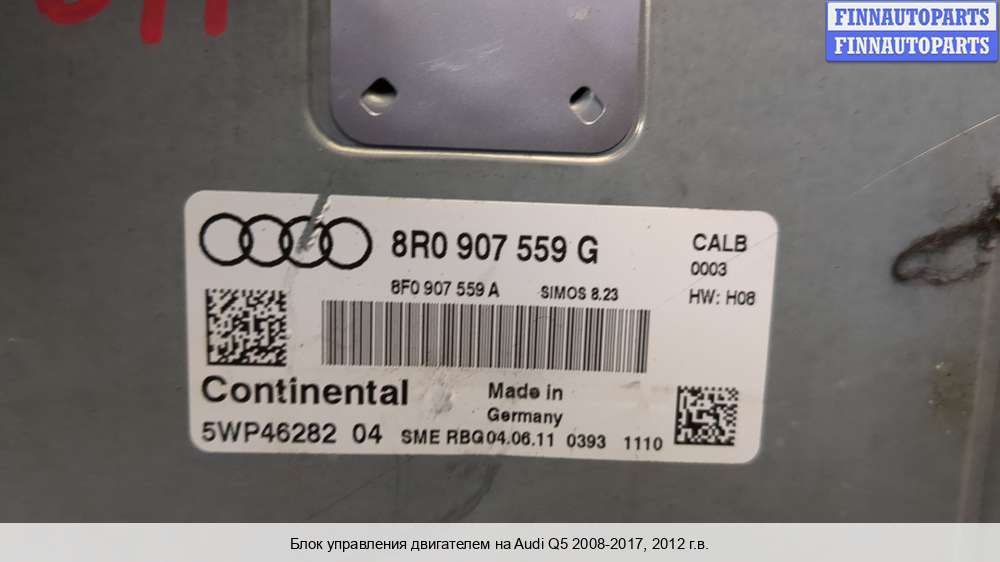 FINNAUTOPARTS
FINNAUTOPARTS
8R0 907 559 G
CALB
0003
8F0 907 559 A SIMOS 8.23
HW: H08
Continental
Made in
Germany
5WP46282 04 SME RBG04.06.11 0393 1110
Блок управления двигателем на Audi Q5 2008-2017, 2012 г.в.